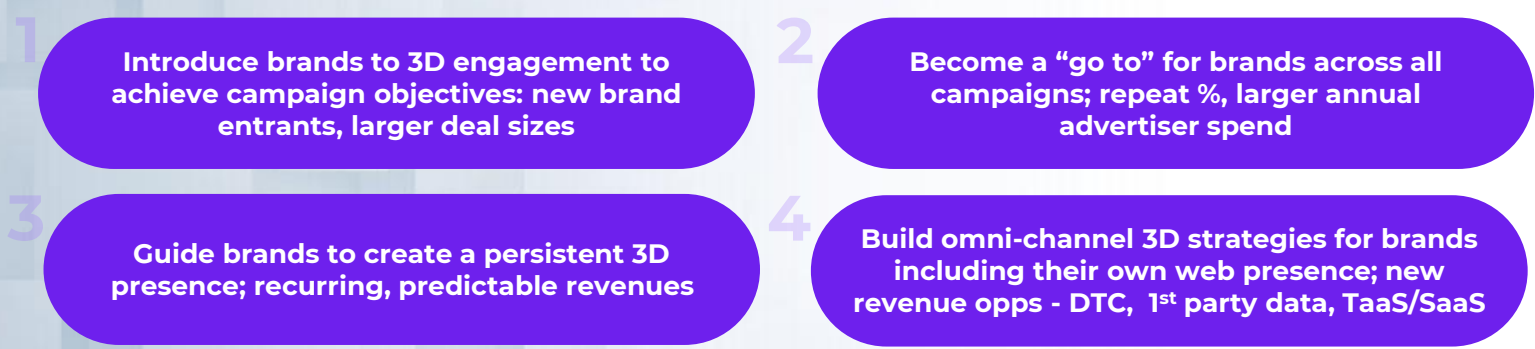 1
Introduce brands to 3D engagement to
achieve campaign objectives: new brand
entrants, larger deal sizes
2
Become a “go to” for brands across all
campaigns; repeat %, larger annual
advertiser spend
3
Guide brands to create a persistent 3D
presence; recurring, predictable revenues
4
Build omni-channel 3D strategies for brands
including their own web presence; new
revenue opps - DTC, 1st party data, TaaS/SaaS